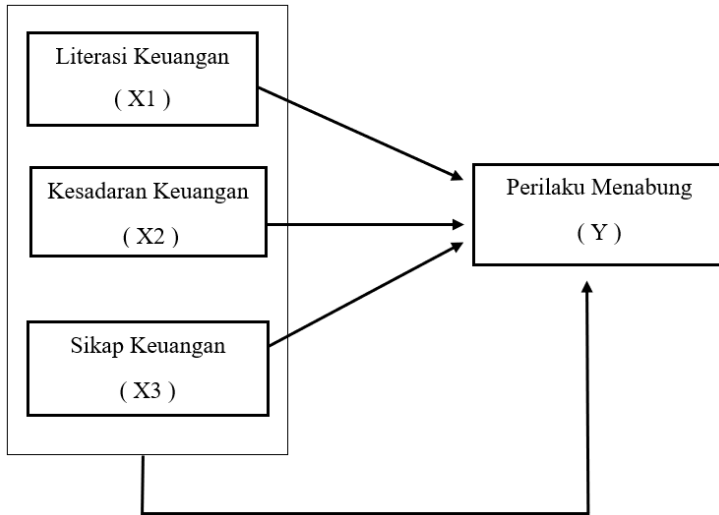 Literasi Keuangan
( X1 )
Kesadaran Keuangan
( X2 )
Sikap Keuangan
( X3 )
Perilaku Menabung
( Y )